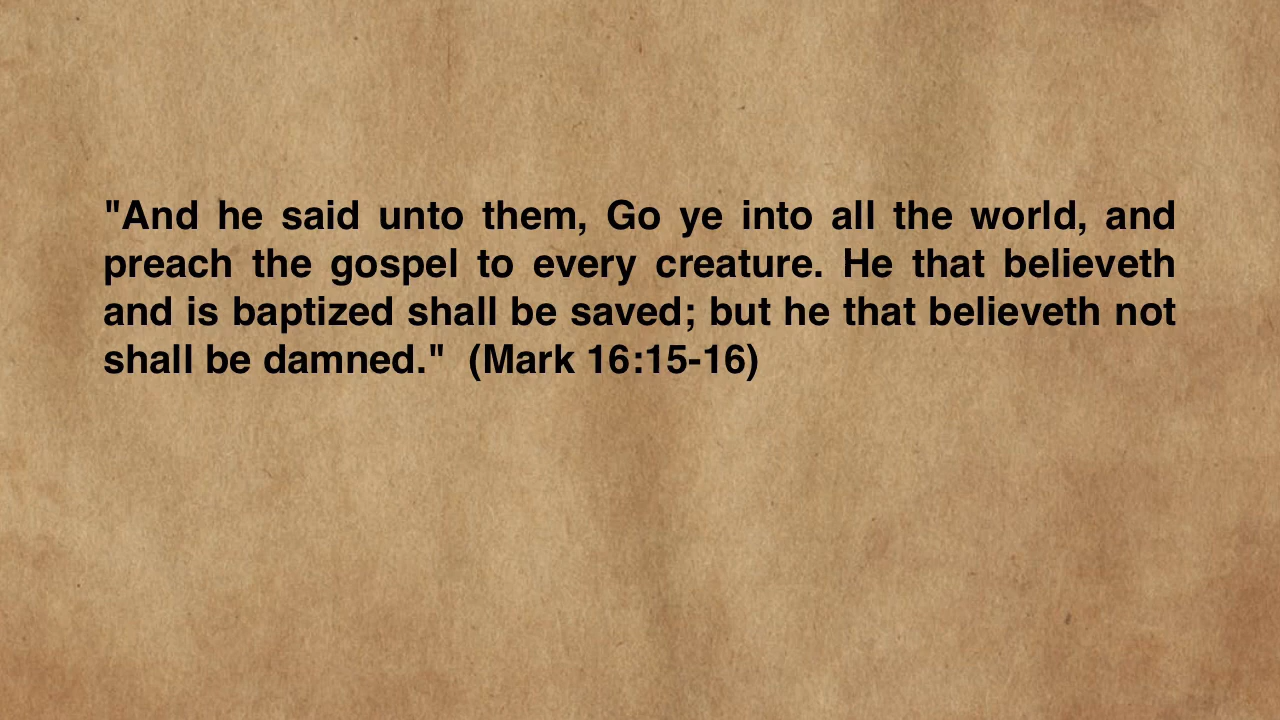 "And he said unto them, Go ye into all the world, and
preach the gospel to every creature. He that believeth
and is baptized shall be saved; but he that believeth not
shall be damned."  (Mark 16:15-16)